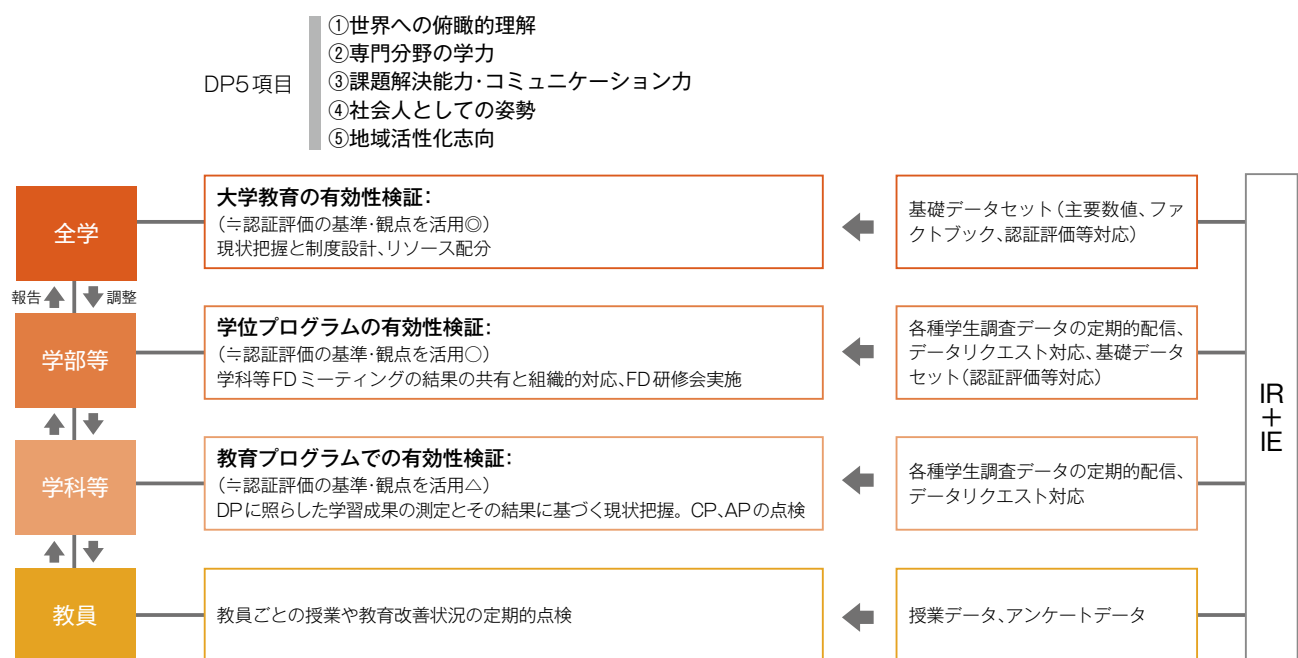 DP5項目
①世界への俯瞰的理解
②専門分野の学力
③課題解決能力・コミュニケーション力
④社会人としての姿勢
⑤地域活性化志向
全学
大学教育の有効性検証：
（≒認証評価の基準・観点を活用◎）
現状把握と制度設計、リソース配分
基礎データセット（主要数値、ファ
クトブック、認証評価等対応）
報告
調整
学部等
学位プログラムの有効性検証：
（≒認証評価の基準・観点を活用○）
学科等FDミーティングの結果の共有と組織的対応、FD研修会実施
各種学生調査データの定期的配信、
データリクエスト対応、基礎データ
セット（認証評価等対応）
学科等
教育プログラムでの有効性検証：
（≒認証評価の基準・観点を活用△）
DPに照らした学習成果の測定とその結果に基づく現状把握。CP、APの点検
各種学生調査データの定期的配信、
データリクエスト対応
教員
教員ごとの授業や教育改善状況の定期的点検
授業データ、アンケートデータ
IR＋IE